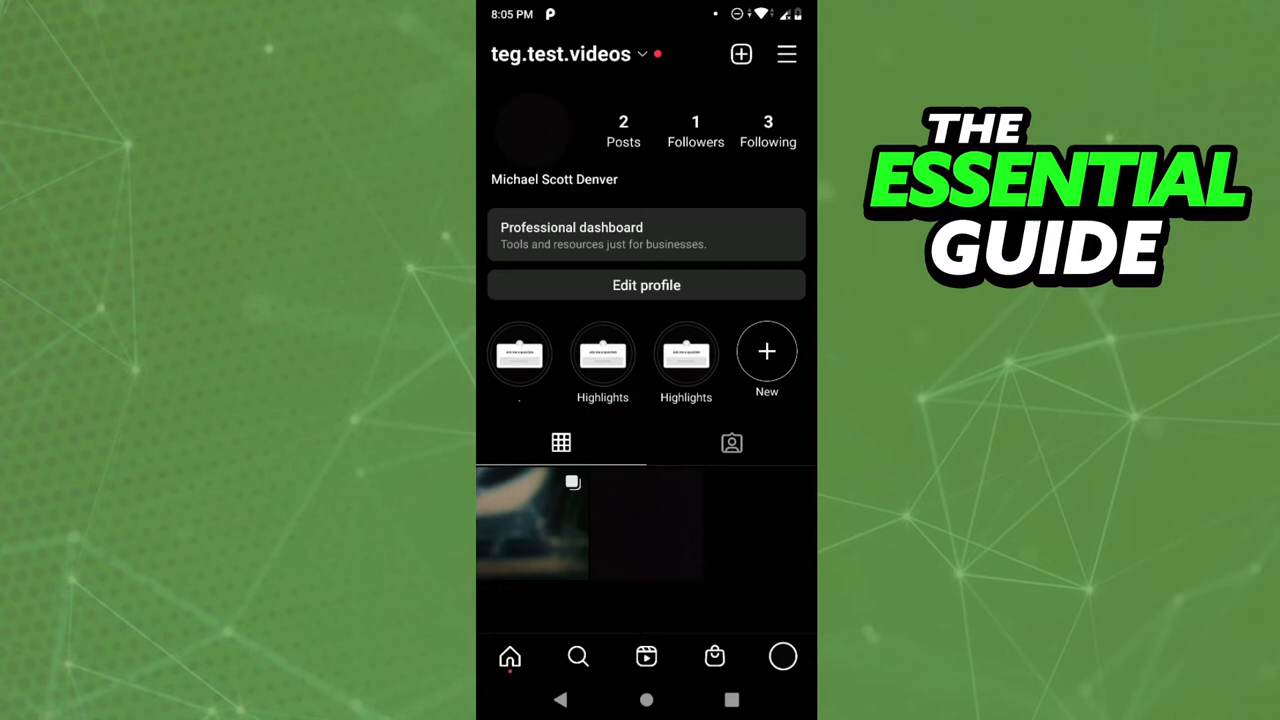 8:05 PM
teg.test.videos
2
Posts
1
Followers
3
Following
Michael Scott Denver
Professional dashboard
Tools and resources just for businesses.
Edit profile
.
Highlights
Highlights
New
THE
ESSENTIAL
GUIDE